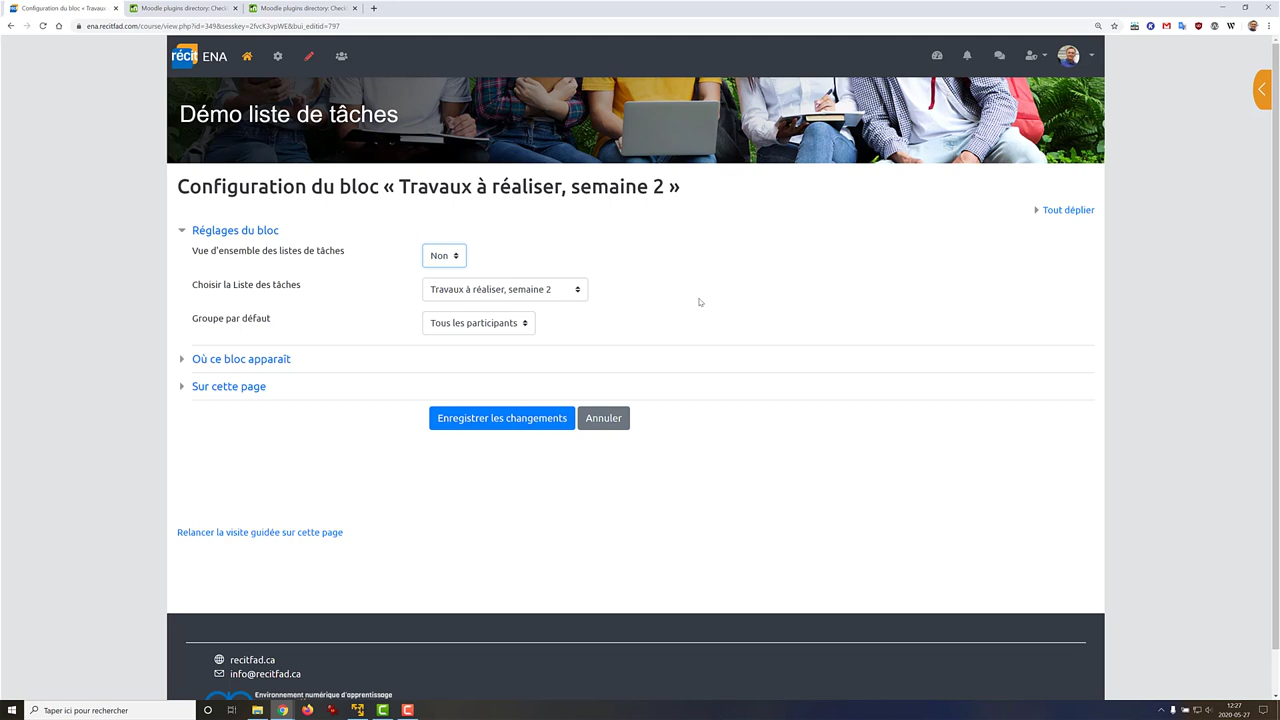 Configuration du bloc « Travaux
Moodle plugins directory: Check
Moodle plugins directory: Check
ena.recitfad.com/course/view.php?id=349&sesskey=2fvcK3vpWE&bui_editid=797
récit ENA
Démo liste de tâches
Configuration du bloc « Travaux à réaliser, semaine 2 »
Tout déplier
Réglages du bloc
Vue d'ensemble des listes de tâches
Non
Choisir la Liste des tâches
Travaux à réaliser, semaine 2
Groupe par défaut
Tous les participants
Où ce bloc apparaît
Sur cette page
Enregistrer les changements
Annuler
Relancer la visite guidée sur cette page
recitfad.ca
info@recitfad.ca
Environnement numérique d'apprentissage
Taper ici pour rechercher
12:27
2020-05-27